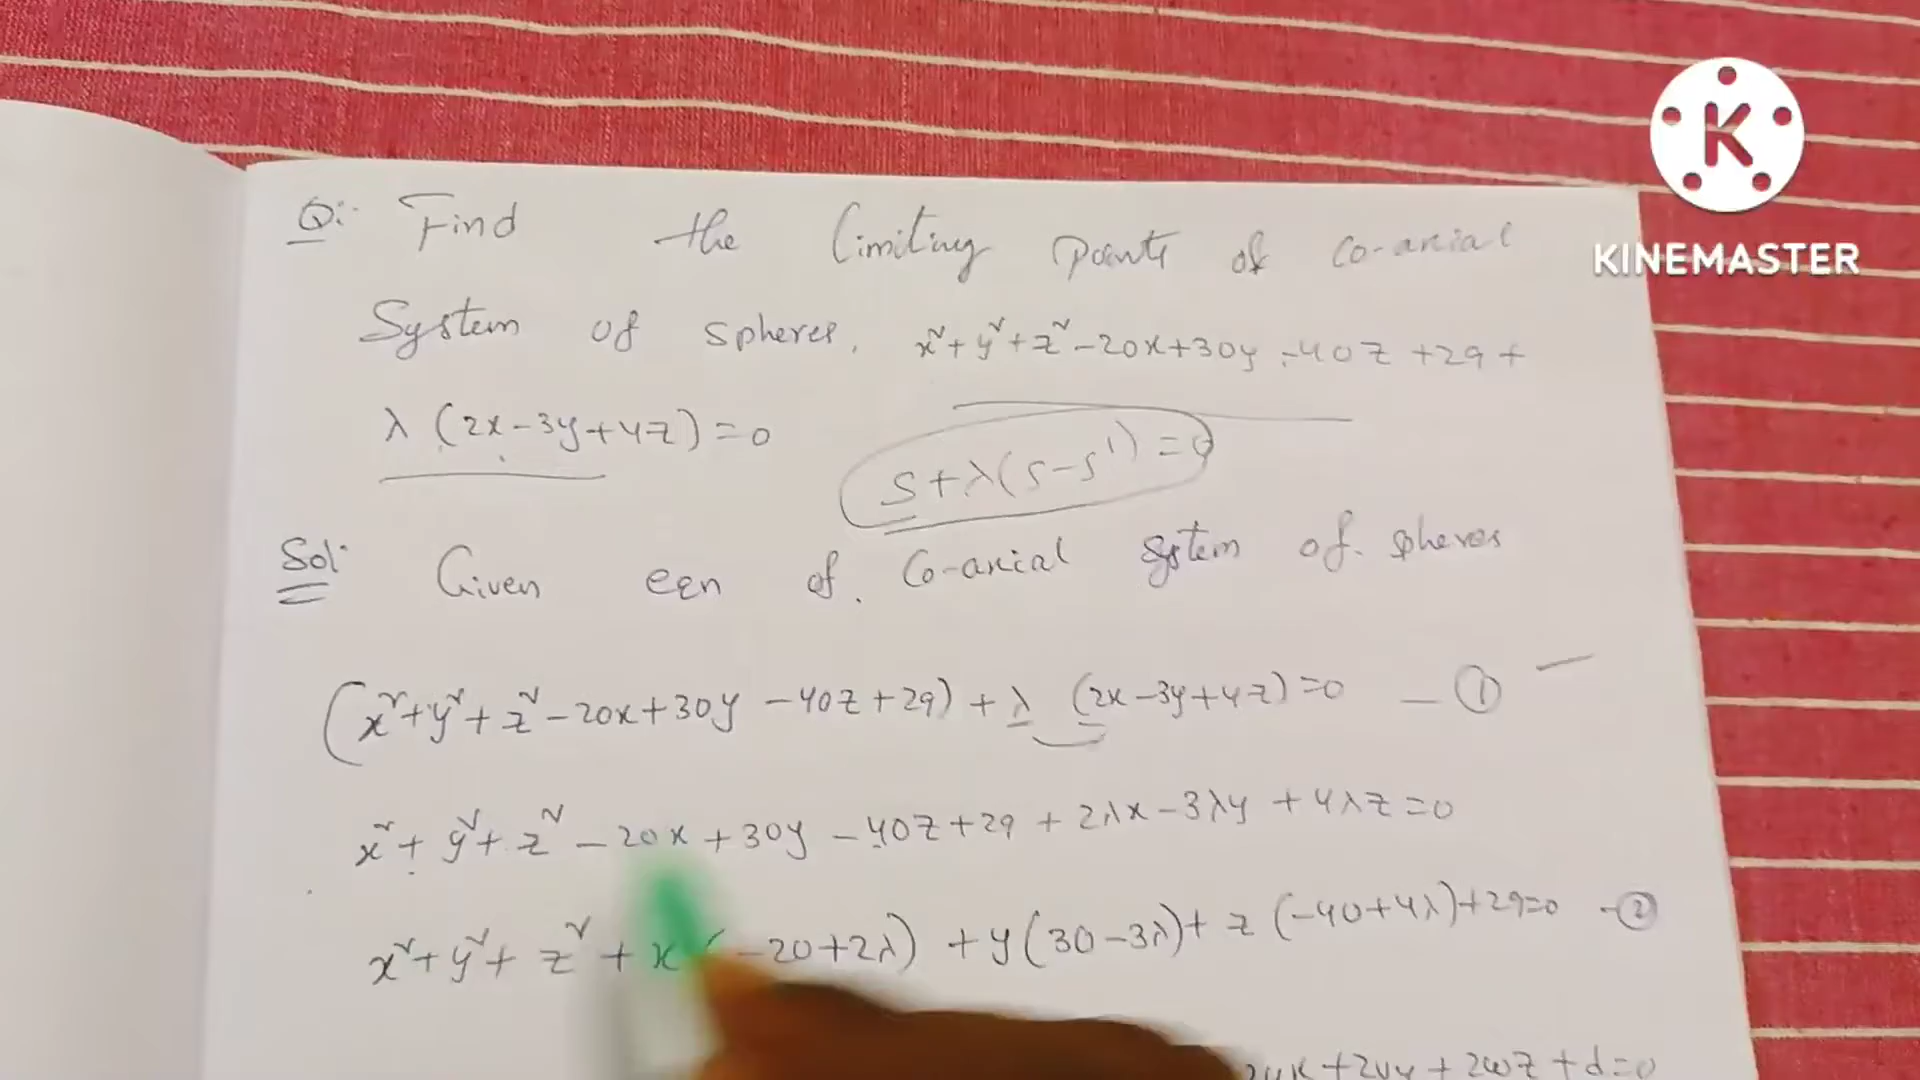 Q:- Find the limiting points of co-axial
System of spheres, x²+y²+z²-20x+30y-40z+29+
λ(2x-3y+4z)=0
S+λ(S-S')=0
Sol: Given eqn of Co-axial System of spheres
(x²+y²+z²-20x+30y-40z+29)+λ(2x-3y+4z)=0 -①
x²+y²+z²-20x+30y-40z+29+2λx-3λy+4λz=0
x²+y²+z²+x(-20+2λ)+y(30-3λ)+z(-40+4λ)+29=0 -②
2ux+2vy+2wz+d=0
K
KINEMASTER